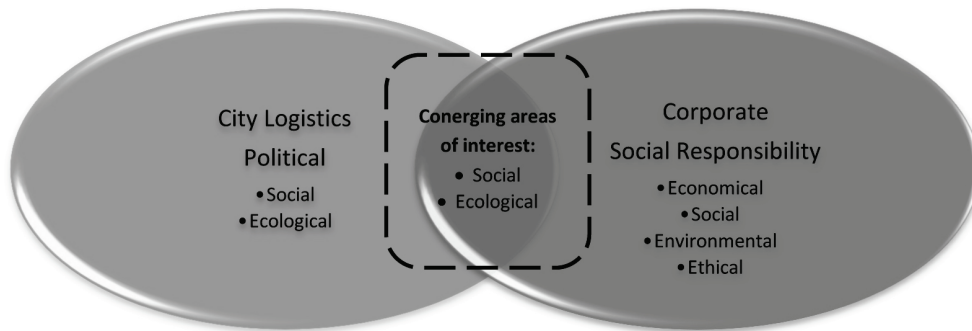 City Logistics
Political
•Social
•Ecological
Conerging areas
of interest:
• Social
• Ecological
Corporate
Social Responsibility
•Economical
•Social
•Environmental
•Ethical